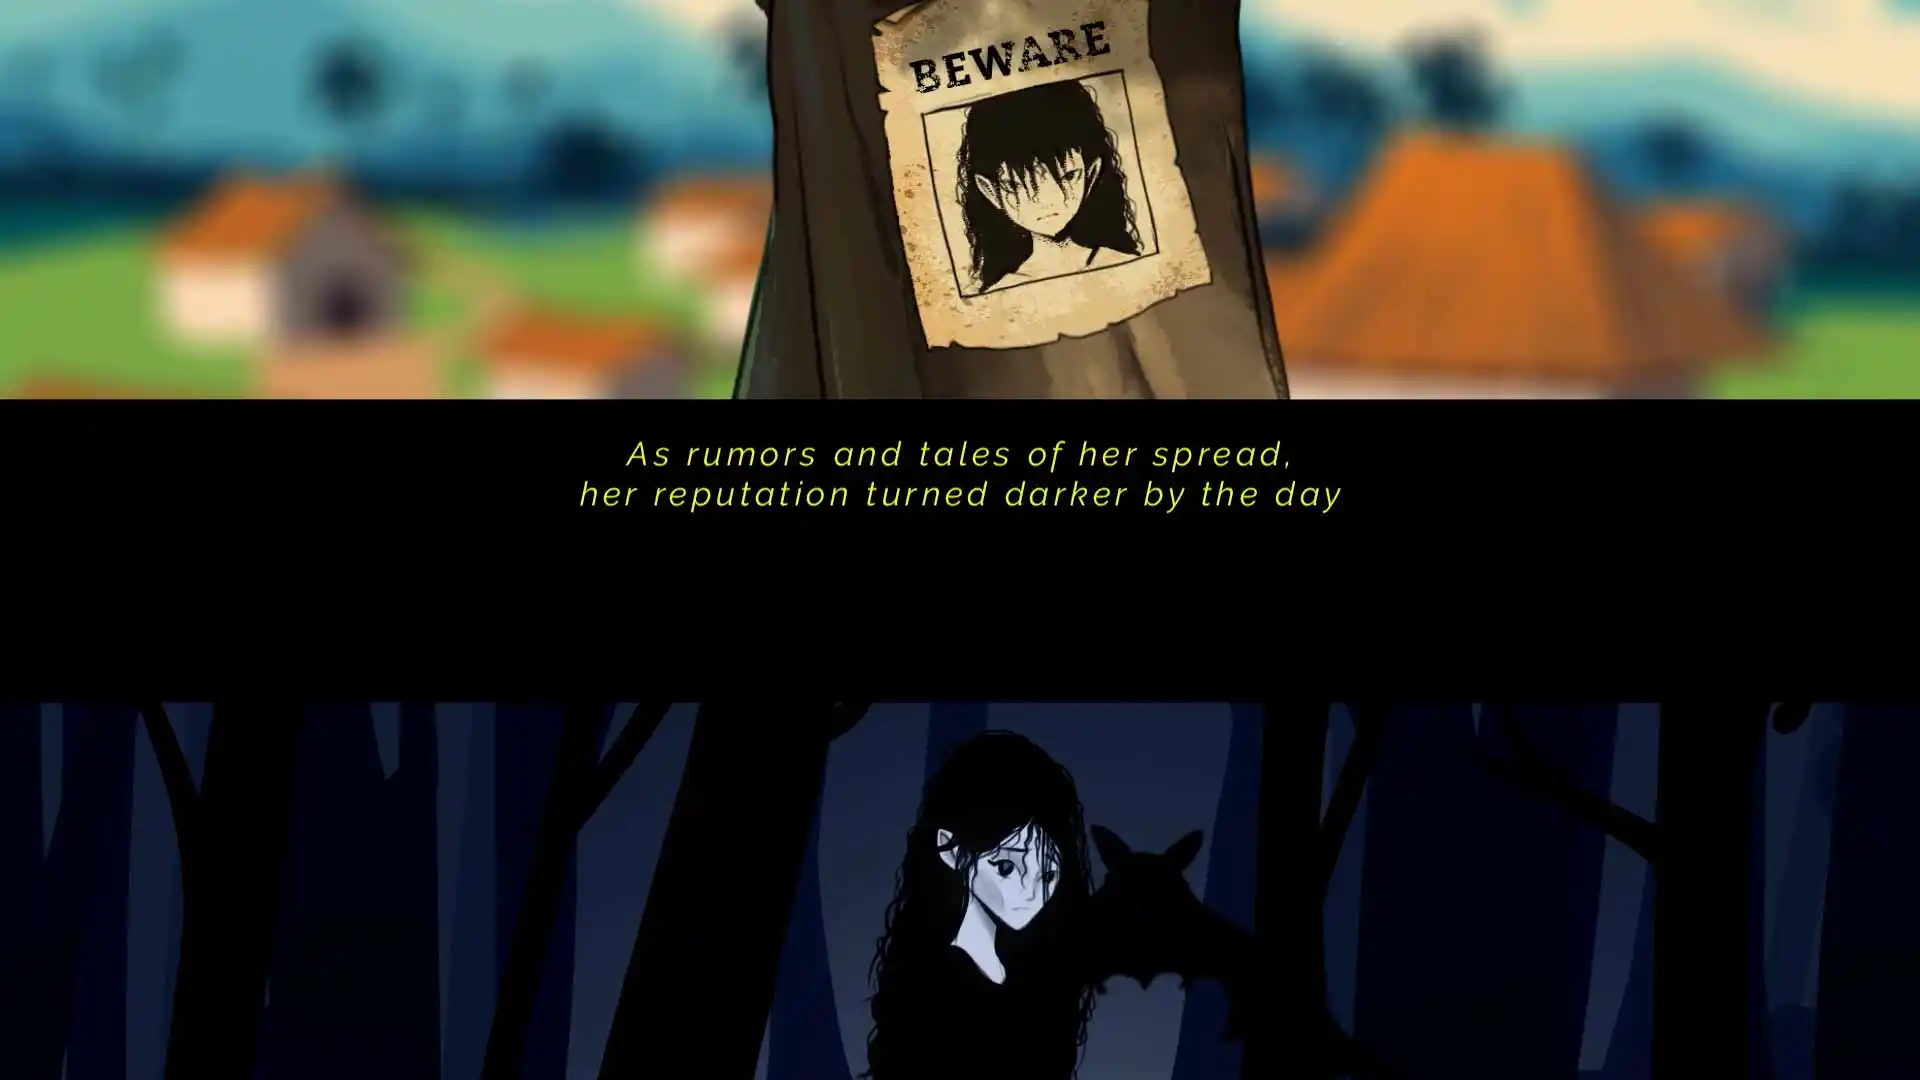 BEWARE
As rumors and tales of her spread,
her reputation turned darker by the day